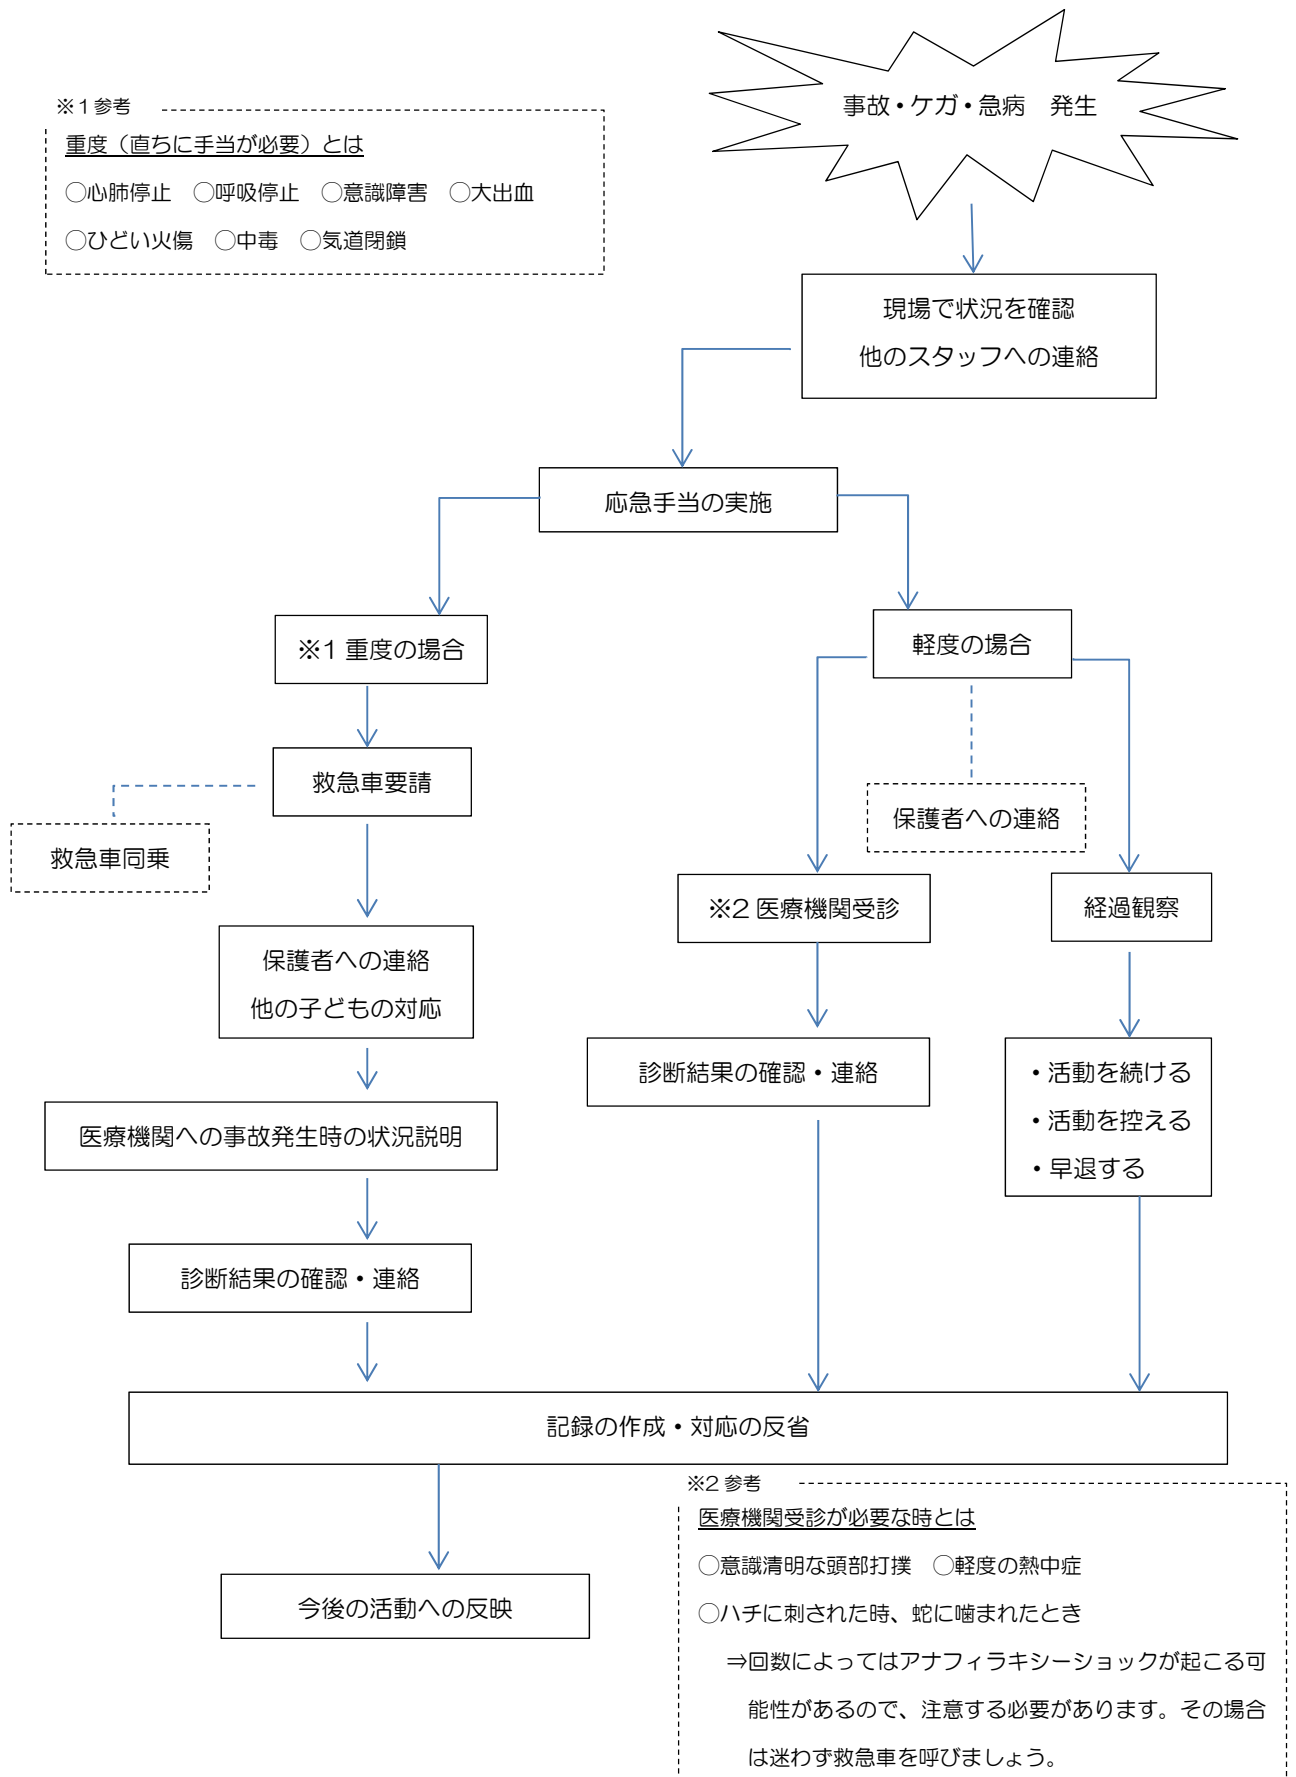 事故・ケガ・急病　発生
※１参考
重度（直ちに手当が必要）とは
○心肺停止　○呼吸停止　○意識障害　○大出血
○ひどい火傷　○中毒　○気道閉鎖
現場で状況を確認
他のスタッフへの連絡
応急手当の実施
※1 重度の場合
軽度の場合
救急車要請
救急車同乗
保護者への連絡
※2 医療機関受診
経過観察
保護者への連絡
他の子どもの対応
診断結果の確認・連絡
・活動を続ける
・活動を控える
・早退する
医療機関への事故発生時の状況説明
診断結果の確認・連絡
記録の作成・対応の反省
今後の活動への反映
※2 参考
医療機関受診が必要な時とは
○意識清明な頭部打撲　○軽度の熱中症
○ハチに刺された時、蛇に噛まれたとき
⇒回数によってはアナフィラキシーショックが起こる可
能性があるので、注意する必要があります。その場合
は迷わず救急車を呼びましょう。